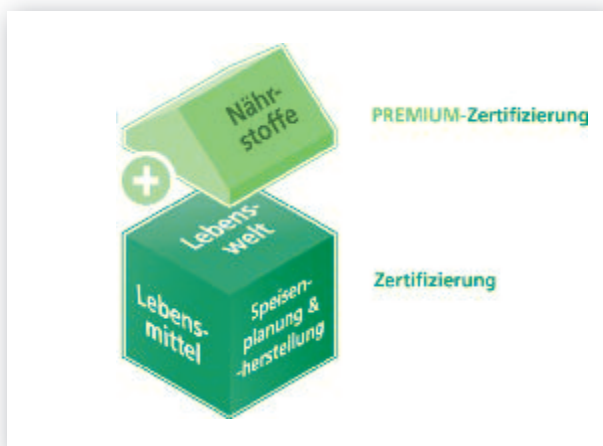 Nähr-
stoffe
PREMIUM-Zertifizierung
+
Lebens-
welt
Lebens-
mittel
Speisen-
planung &
-herstellung
Zertifizierung